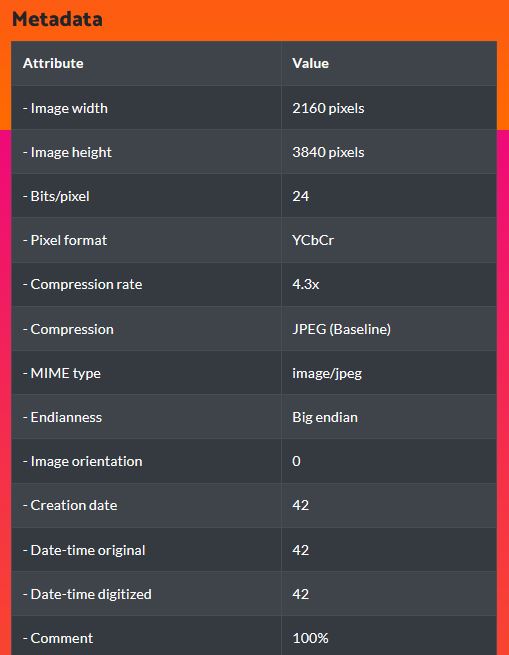 Metadata
Attribute Value
- Image width 2160 pixels
- Image height 3840 pixels
- Bits/pixel 24
- Pixel format YCbCr
- Compression rate 4.3x
- Compression JPEG (Baseline)
- MIME type image/jpeg
- Endianness Big endian
- Image orientation 0
- Creation date 42
- Date-time original 42
- Date-time digitized 42
- Comment 100%